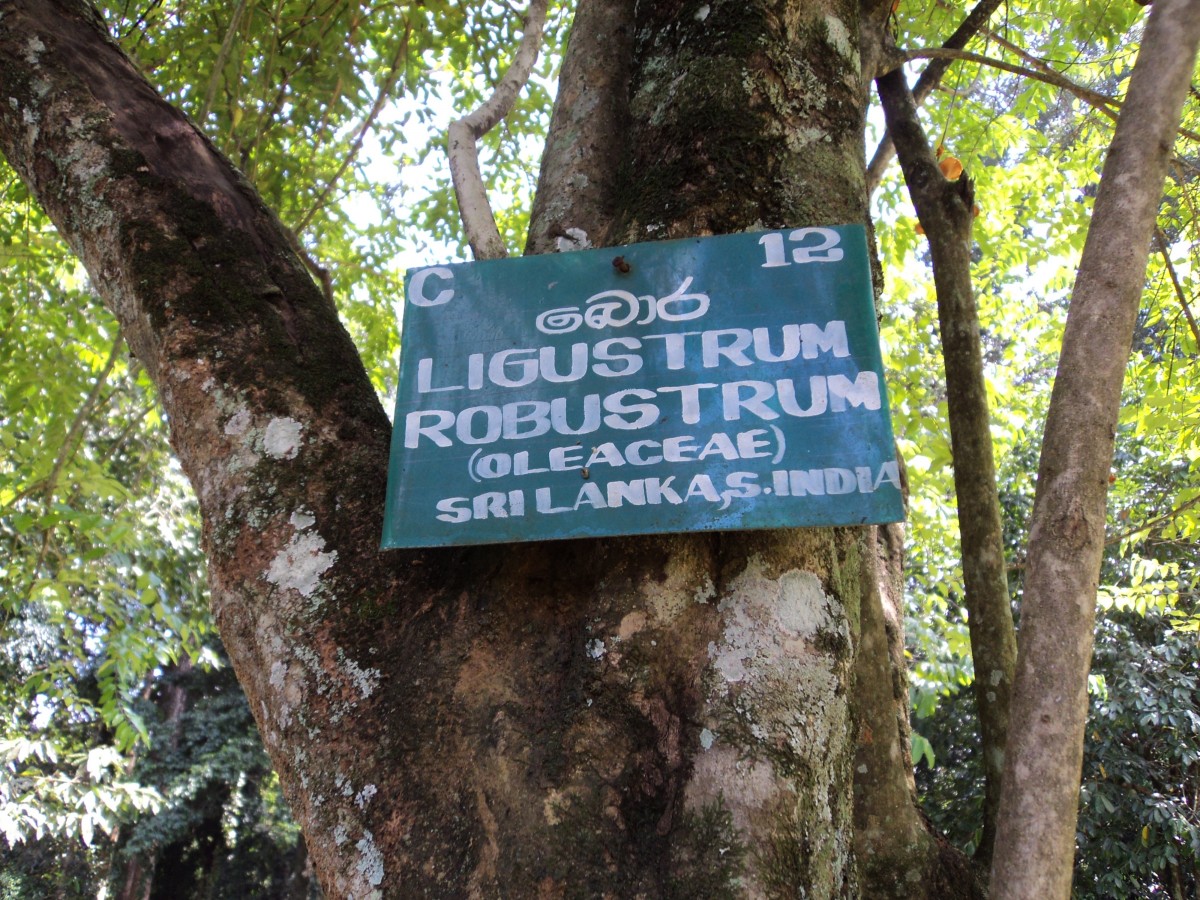 C 12
බොර
LIGUSTRUM
ROBUSTRUM
(OLEACEAE)
SRI LANKA, S. INDIA